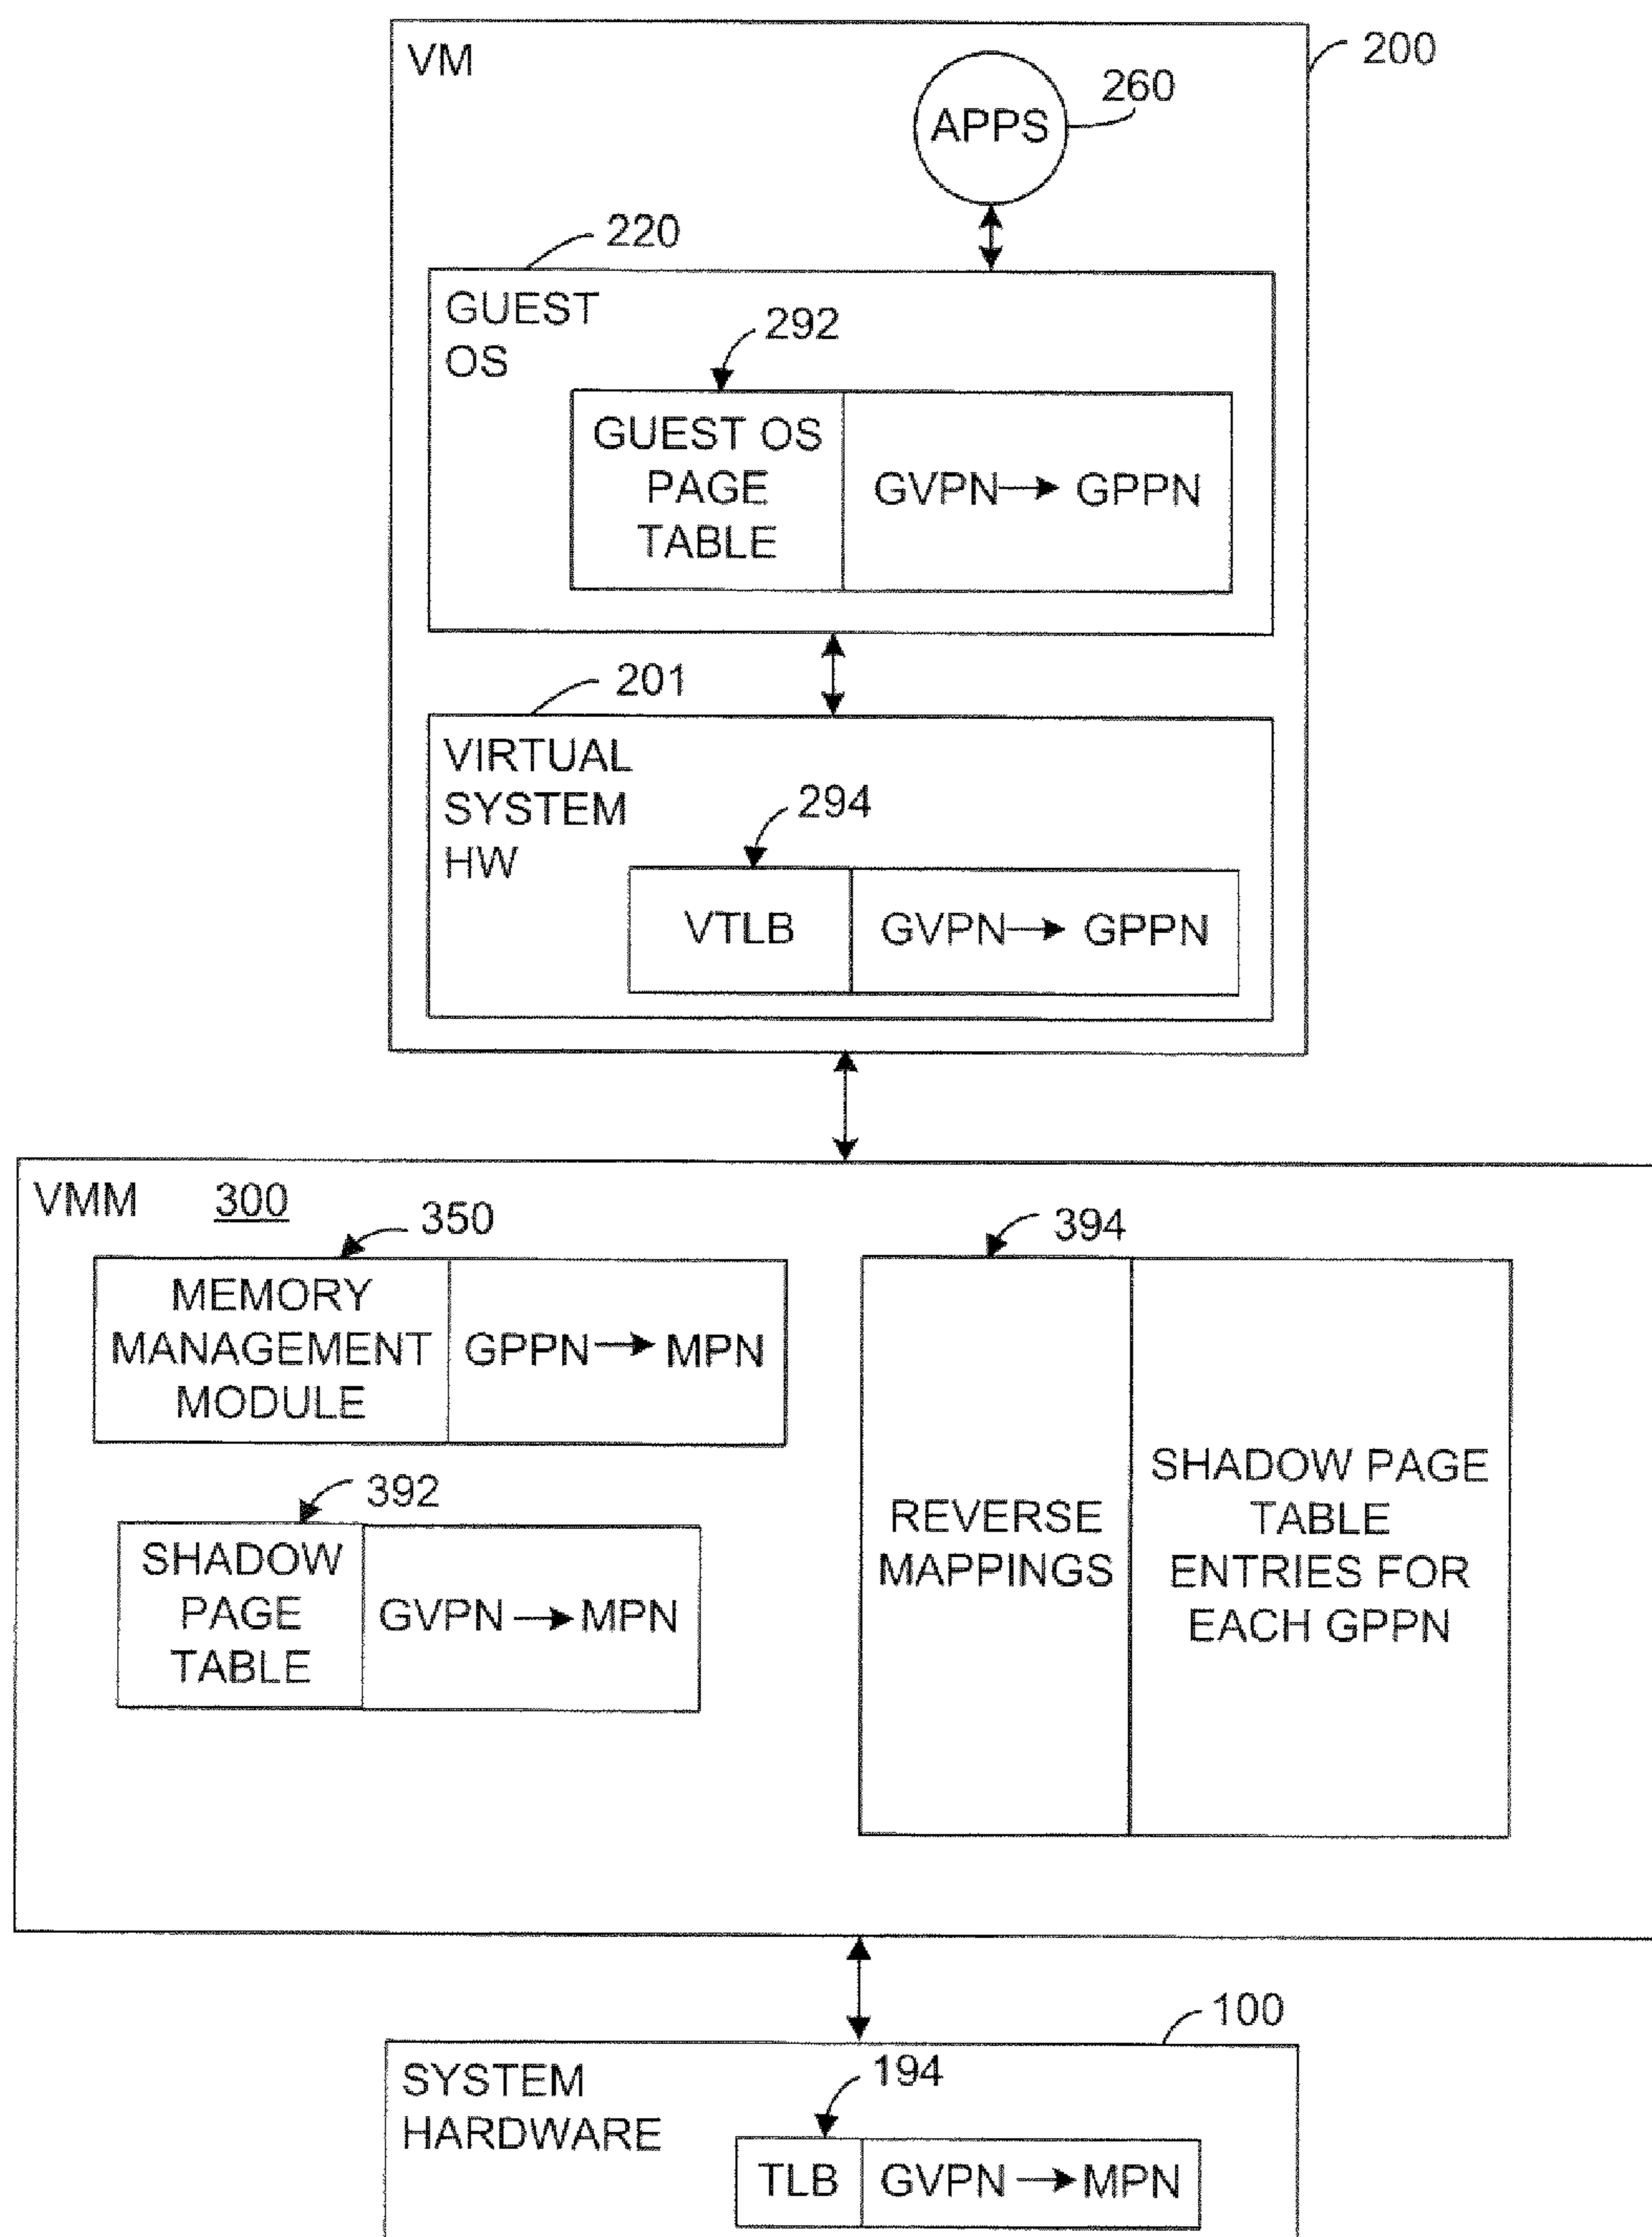 VM
200
260
APPS
220
GUEST
OS
292
GUEST OS
PAGE
TABLE
GVPN → GPPN
201
VIRTUAL
SYSTEM
HW
294
VTLB
GVPN → GPPN
VMM 300
350
MEMORY
MANAGEMENT
MODULE
GPPN → MPN
392
SHADOW
PAGE
TABLE
GVPN → MPN
394
REVERSE
MAPPINGS
SHADOW PAGE
TABLE
ENTRIES FOR
EACH GPPN
100
SYSTEM
HARDWARE
194
TLB
GVPN → MPN